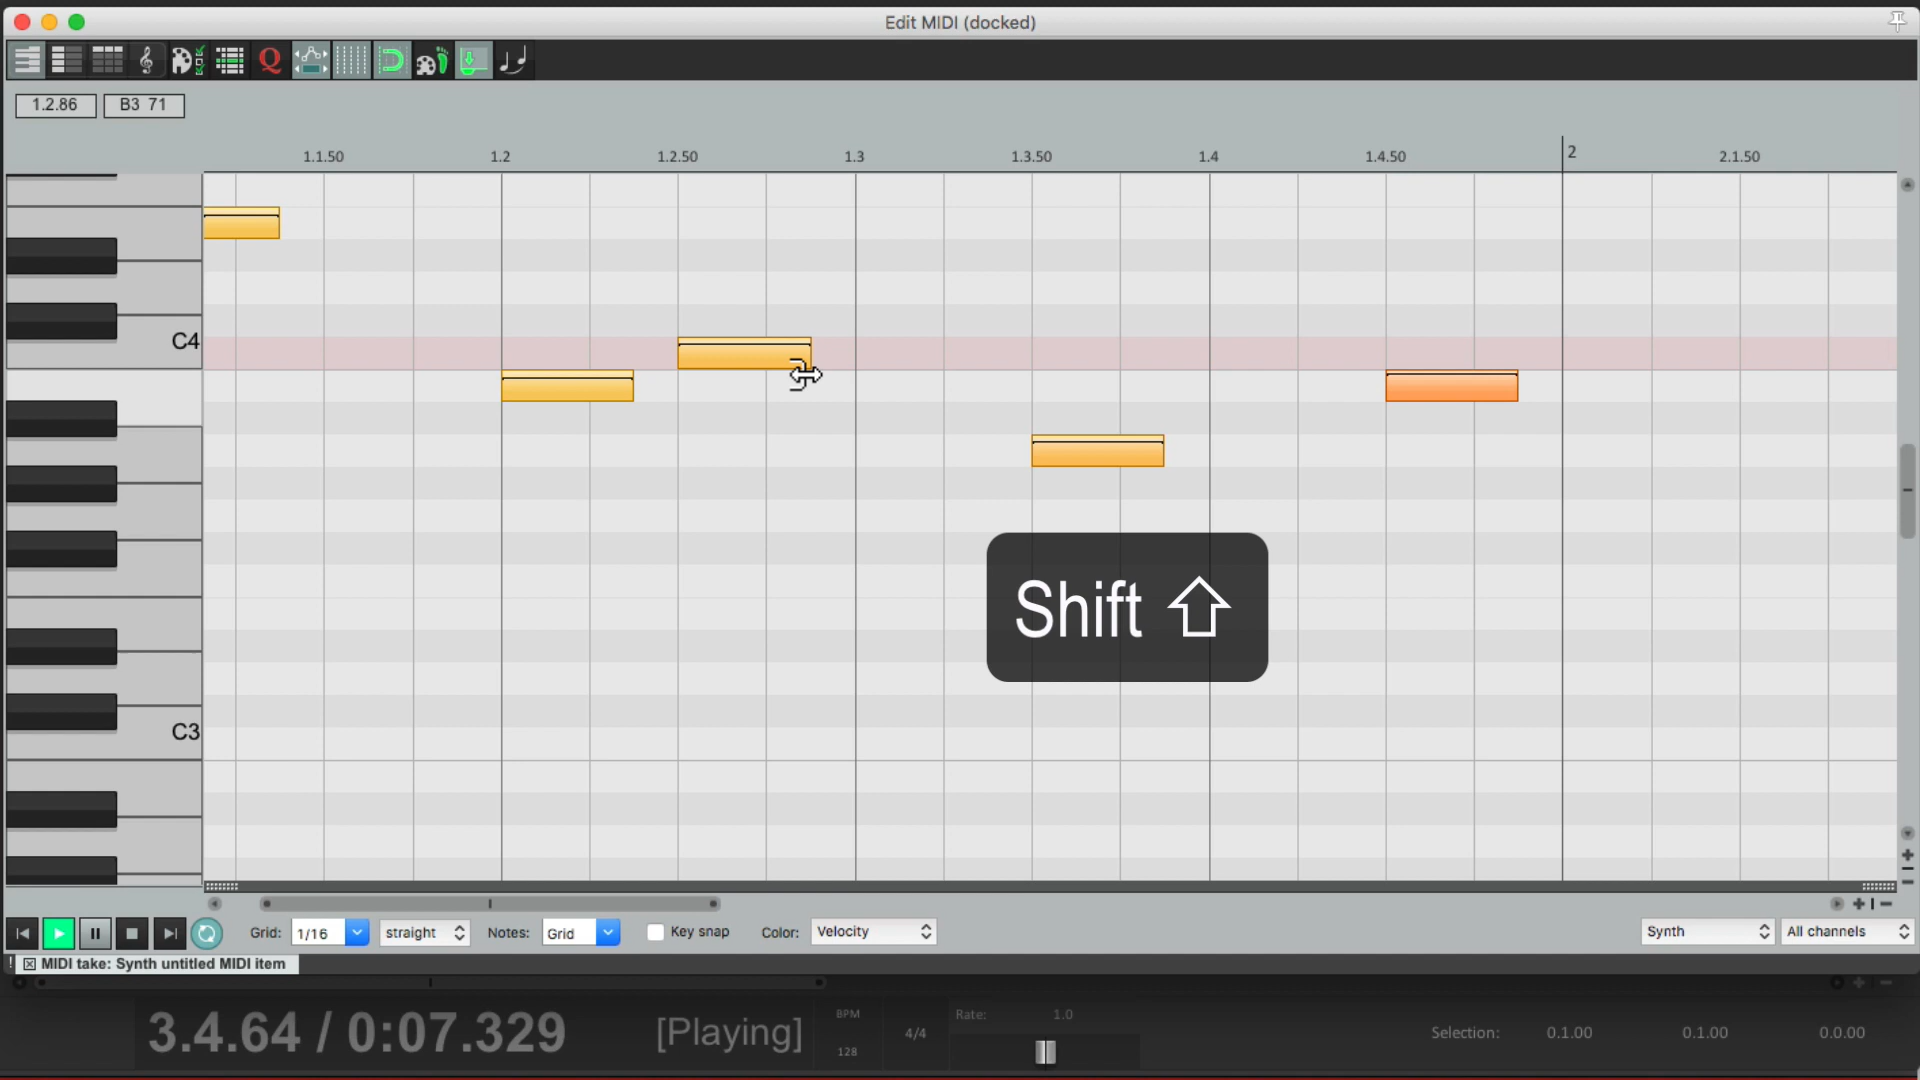 Edit MIDI (docked)
Q
1.2.86 B3 71
1.1.50 1.2 1.2.50 1.3 1.3.50 1.4 1.4.50 2 2.1.50
C4
Shift ⇧
C3
Grid: 1/16 straight Notes: Grid Key snap Color: Velocity Synth All channels
! MIDI take: Synth untitled MIDI item
3.4.64 / 0:07.329 [Playing] BPM 128 4/4 Rate: 1.0 Selection: 0.1.00 0.1.00 0.0.00